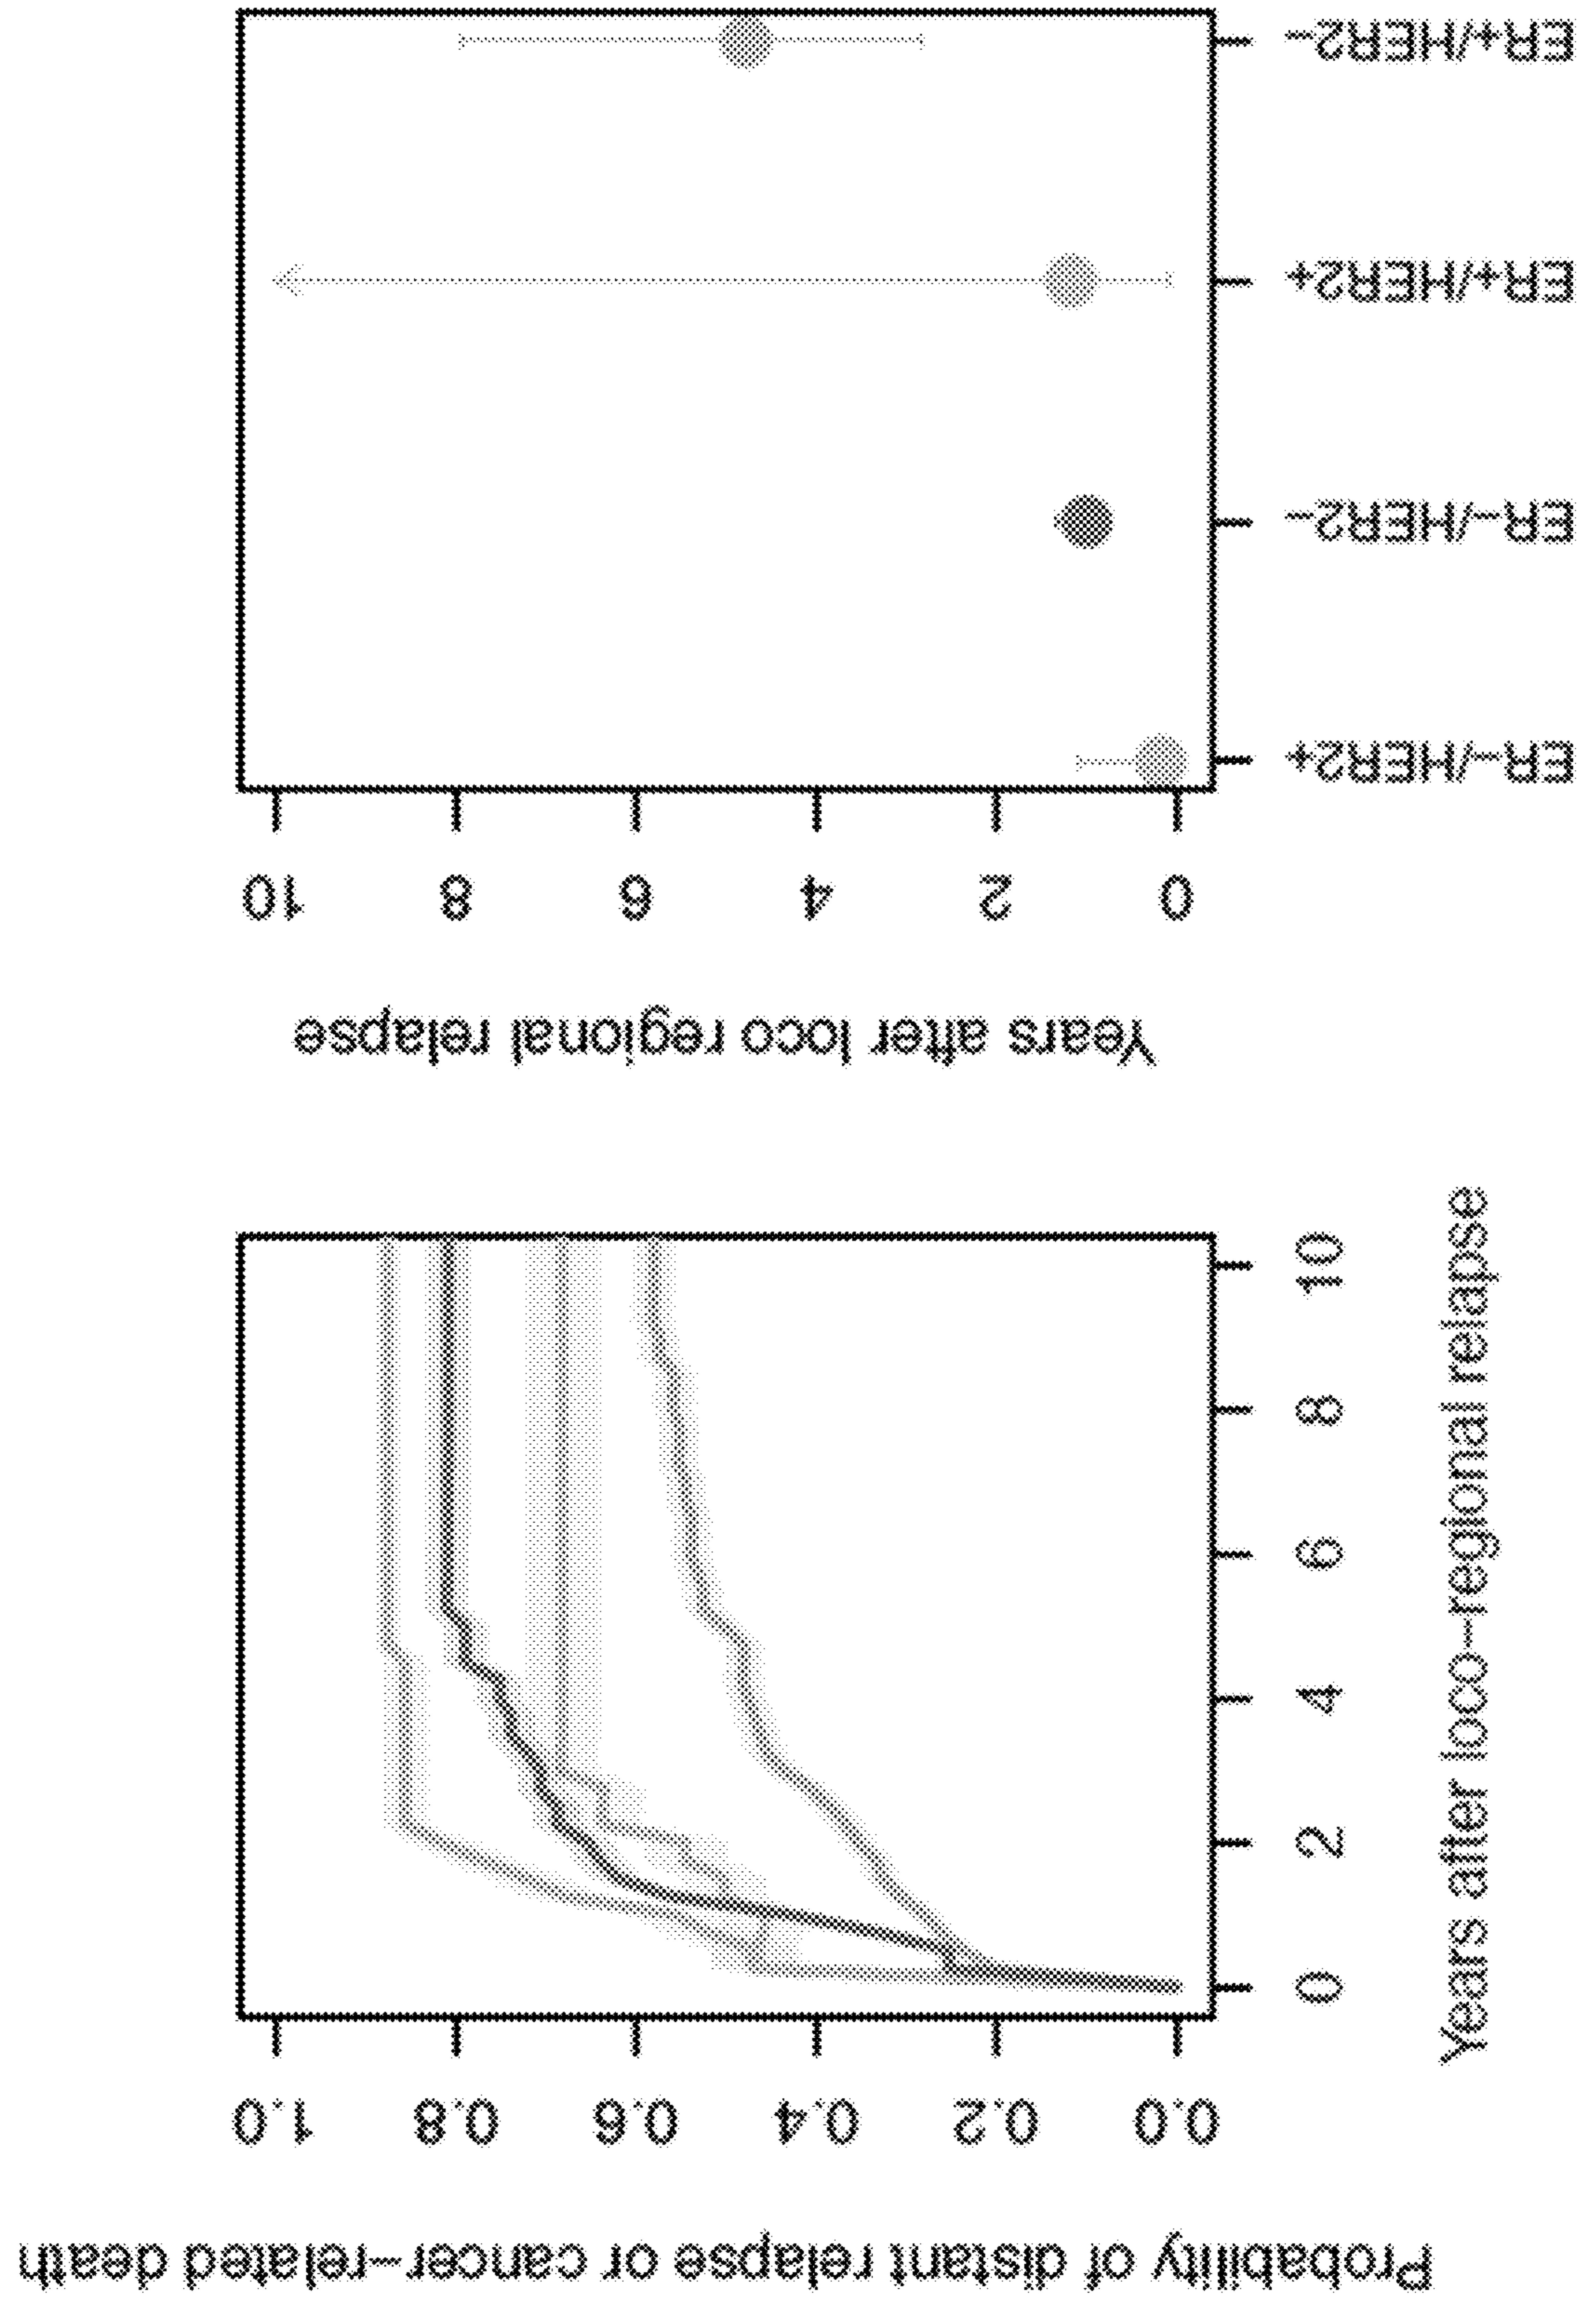 Probability of distant relapse or cancer-related death
1.0
0.8
0.6
0.4
0.2
0.0
0
2
4
6
8
10
Years after loco-regional relapse
Years after loco regional relapse
10
8
6
4
2
0
ER-/HER2+
ER-/HER2-
ER+/HER2+
ER+/HER2-